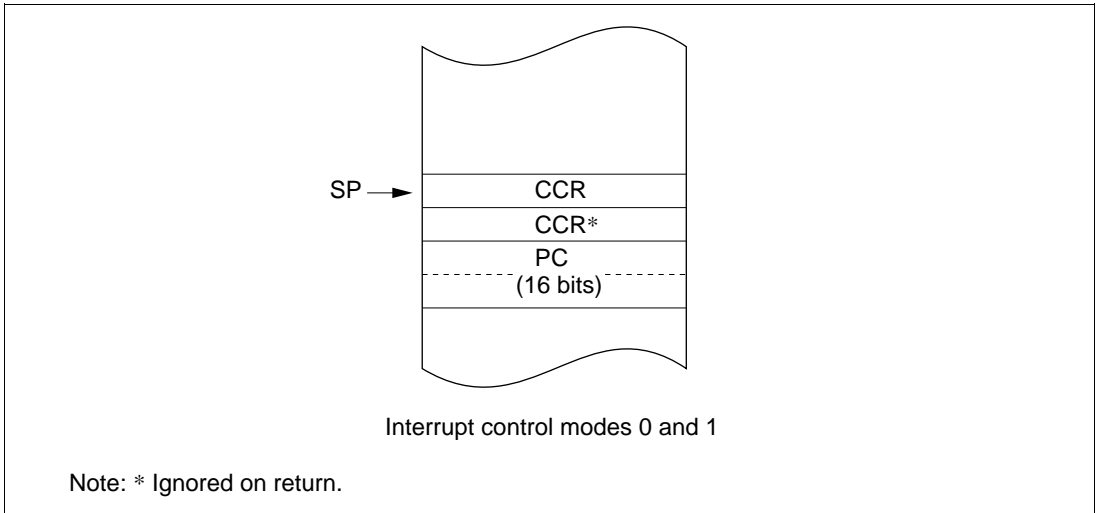 SP
CCR
CCR*
PC
(16 bits)
Interrupt control modes 0 and 1
Note: * Ignored on return.